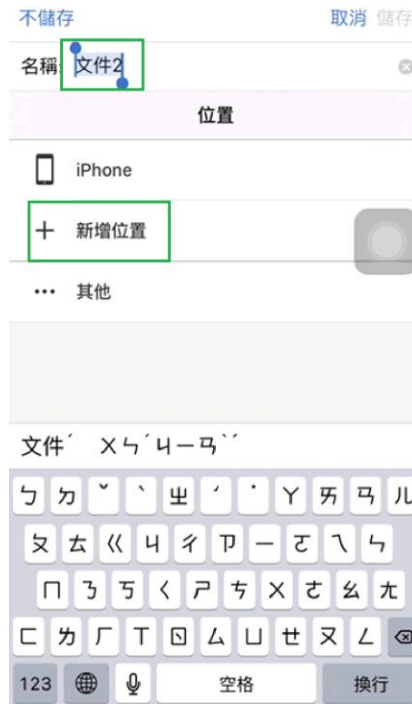 不儲存 取消 儲存
名稱: 文件2
位置
iPhone
新增位置
其他
文件ˊ ㄨㄣˊㄐㄧㄢˋˊ
ㄅ ㄉ ˇ ˋ ㄓ ˊ ˙ ㄚ ㄞ ㄢ ㄦ
ㄆ ㄊ ㄍ ㄐ ㄔ ㄗ ㄧ ㄛ ㄟ ㄣ
ㄇ ㄋ ㄎ ㄑ ㄕ ㄘ ㄨ ㄜ ㄠ ㄤ
ㄈ ㄌ ㄏ ㄒ ㄖ ㄙ ㄩ ㄝ ㄡ ㄥ
123 空格 換行